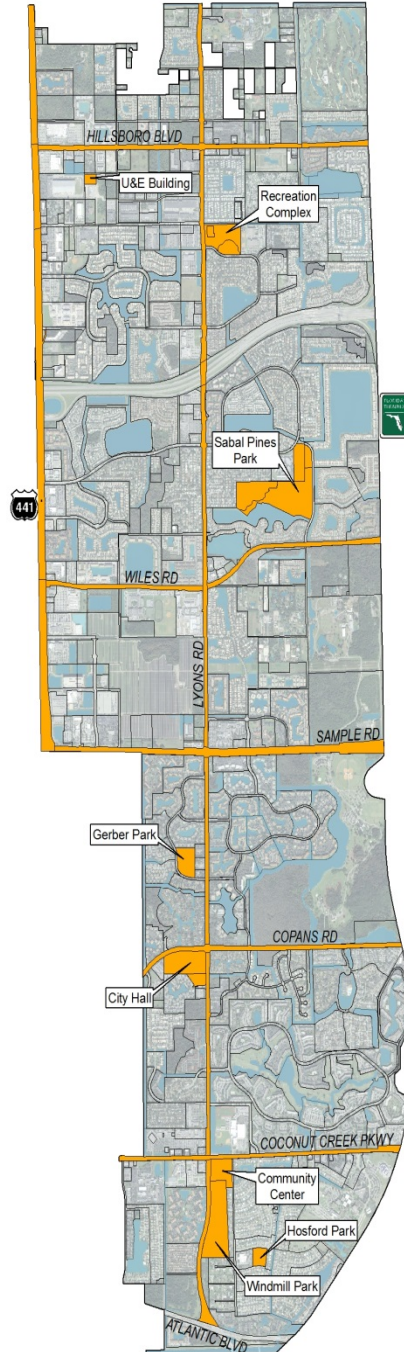 HILLSBORO BLVD
U&E Building
Recreation
Complex
Sabal Pines
Park
441
WILES RD
LYONS RD
SAMPLE RD
Gerber Park
COPANS RD
City Hall
COCONUT CREEK PKWY
Community
Center
Hosford Park
Windmill Park
ATLANTIC BLVD